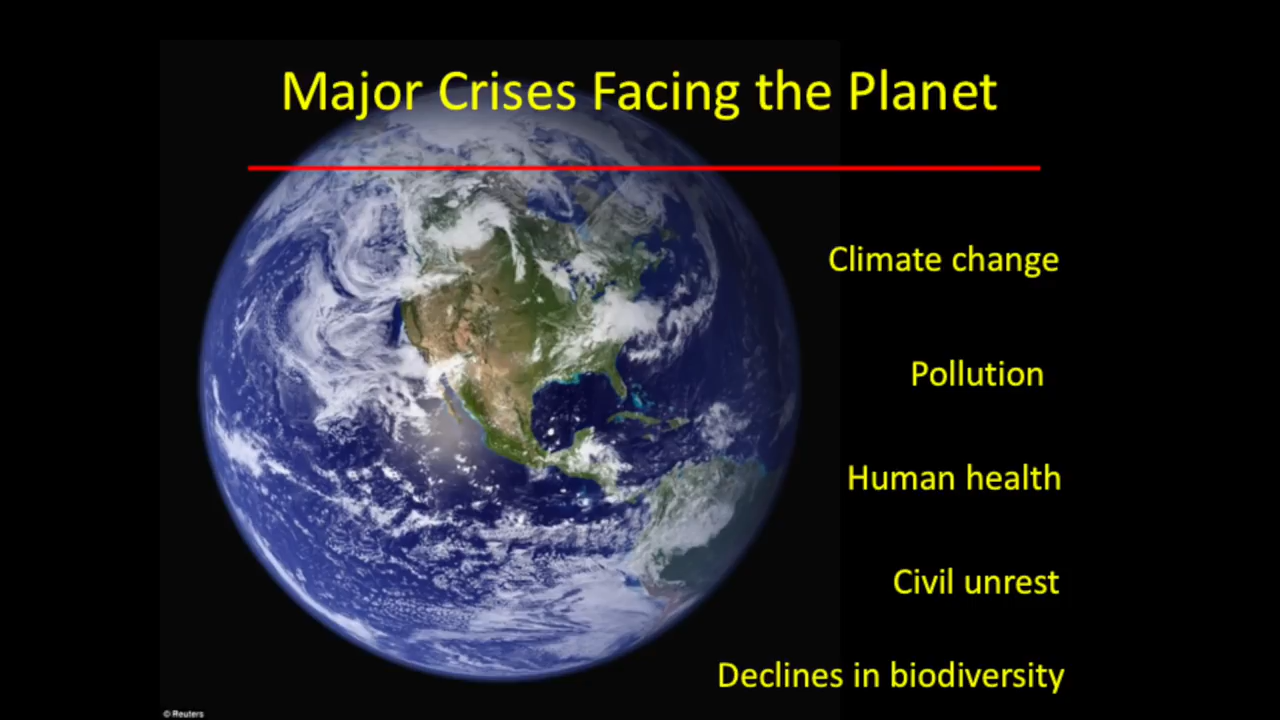 Major Crises Facing the Planet
Climate change
Pollution
Human health
Civil unrest
Declines in biodiversity
© Reuters